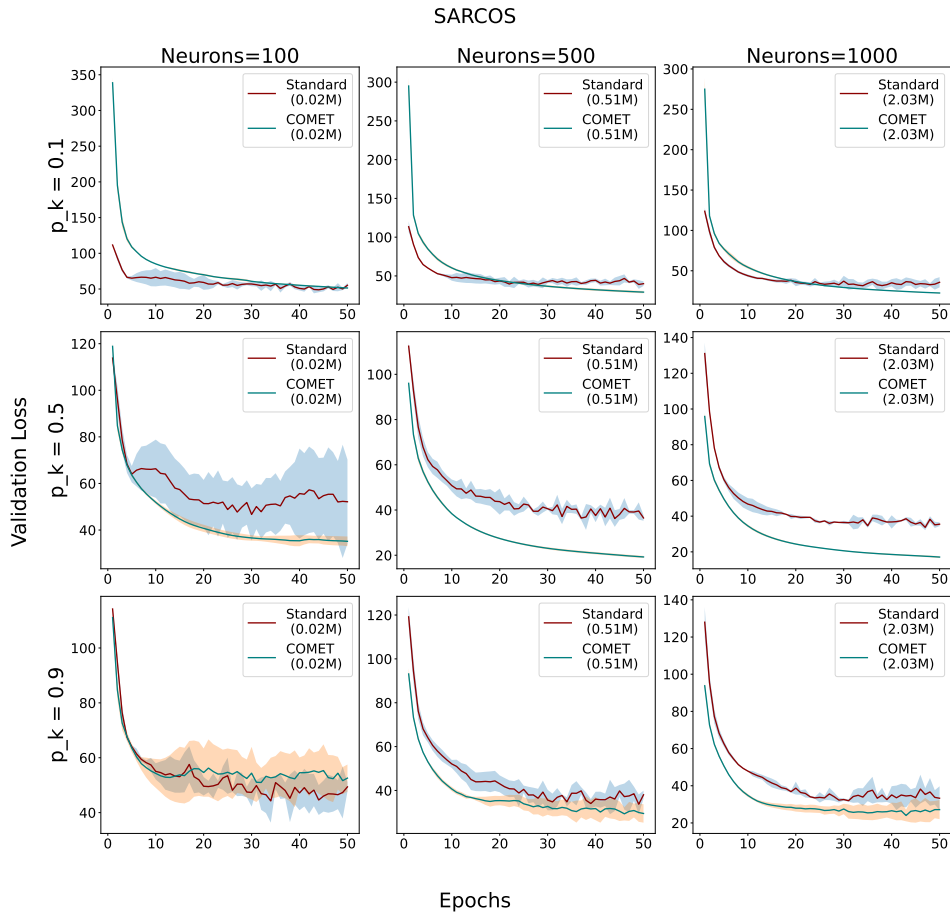 SARCOS
Neurons=100
Neurons=500
Neurons=1000
p_k = 0.1
350
300
250
200
150
100
50
0 10 20 30 40 50
Standard
(0.02M)
COMET
(0.02M)
300
250
200
150
100
50
0 10 20 30 40 50
Standard
(0.51M)
COMET
(0.51M)
300
250
200
150
100
50
0 10 20 30 40 50
Standard
(2.03M)
COMET
(2.03M)
Validation Loss
p_k = 0.5
120
100
80
60
40
0 10 20 30 40 50
Standard
(0.02M)
COMET
(0.02M)
100
80
60
40
20
0 10 20 30 40 50
Standard
(0.51M)
COMET
(0.51M)
140
120
100
80
60
40
20
0 10 20 30 40 50
Standard
(2.03M)
COMET
(2.03M)
p_k = 0.9
100
80
60
40
0 10 20 30 40 50
Standard
(0.02M)
COMET
(0.02M)
120
100
80
60
40
0 10 20 30 40 50
Standard
(0.51M)
COMET
(0.51M)
140
120
100
80
60
40
20
0 10 20 30 40 50
Standard
(2.03M)
COMET
(2.03M)
Epochs